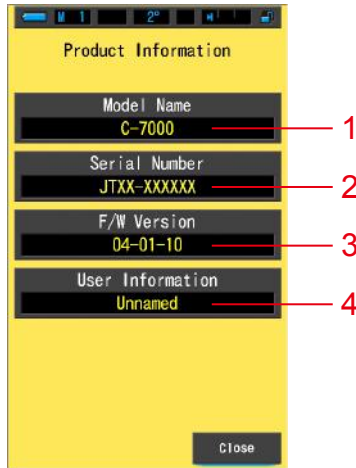 M 1 2°
Product Information
Model Name
C-7000 1
Serial Number
JTXX-XXXXXX 2
F/W Version
04-01-10 3
User Information
Unnamed 4
Close